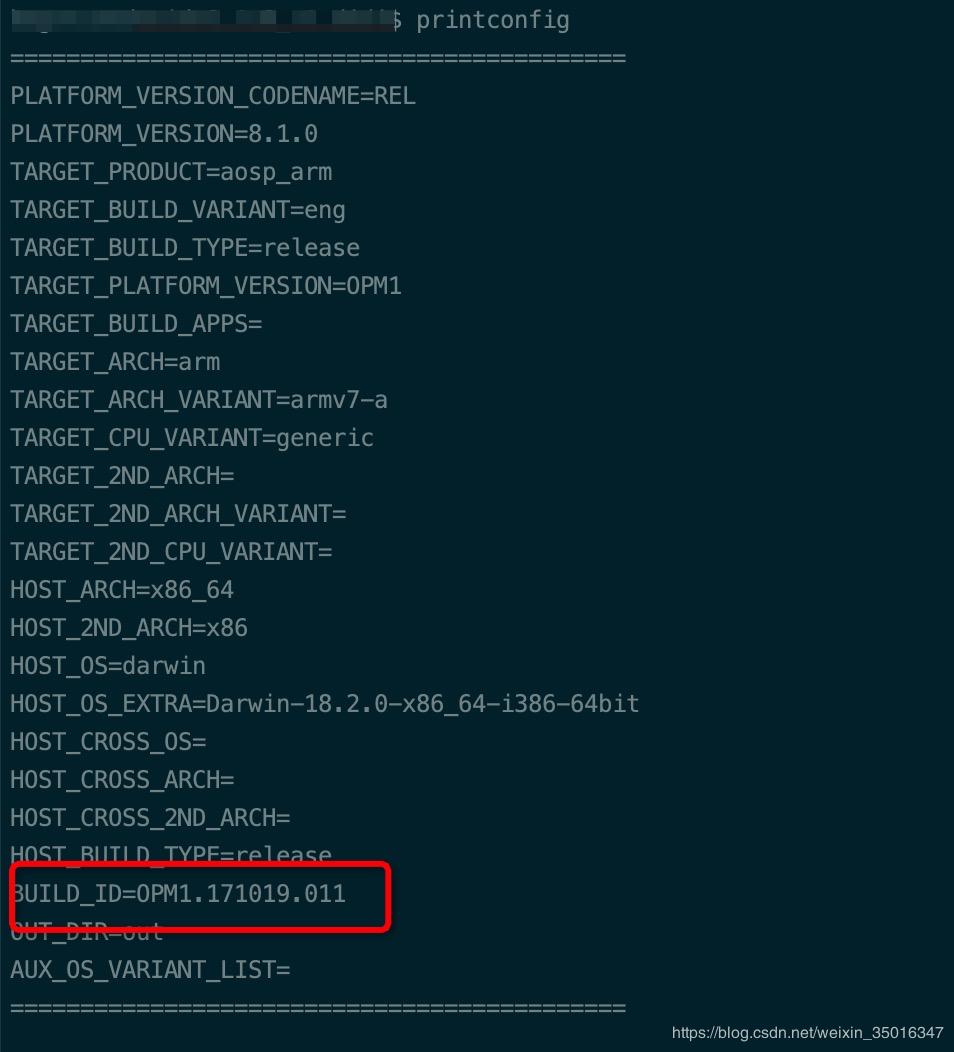 $ printconfig
============================================
PLATFORM_VERSION_CODENAME=REL
PLATFORM_VERSION=8.1.0
TARGET_PRODUCT=aosp_arm
TARGET_BUILD_VARIANT=eng
TARGET_BUILD_TYPE=release
TARGET_PLATFORM_VERSION=OPM1
TARGET_BUILD_APPS=
TARGET_ARCH=arm
TARGET_ARCH_VARIANT=armv7-a
TARGET_CPU_VARIANT=generic
TARGET_2ND_ARCH=
TARGET_2ND_ARCH_VARIANT=
TARGET_2ND_CPU_VARIANT=
HOST_ARCH=x86_64
HOST_2ND_ARCH=x86
HOST_OS=darwin
HOST_OS_EXTRA=Darwin-18.2.0-x86_64-i386-64bit
HOST_CROSS_OS=
HOST_CROSS_ARCH=
HOST_CROSS_2ND_ARCH=
HOST_BUILD_TYPE=release
BUILD_ID=OPM1.171019.011
OUT_DIR=out
AUX_OS_VARIANT_LIST=
============================================
https://blog.csdn.net/weixin_35016347